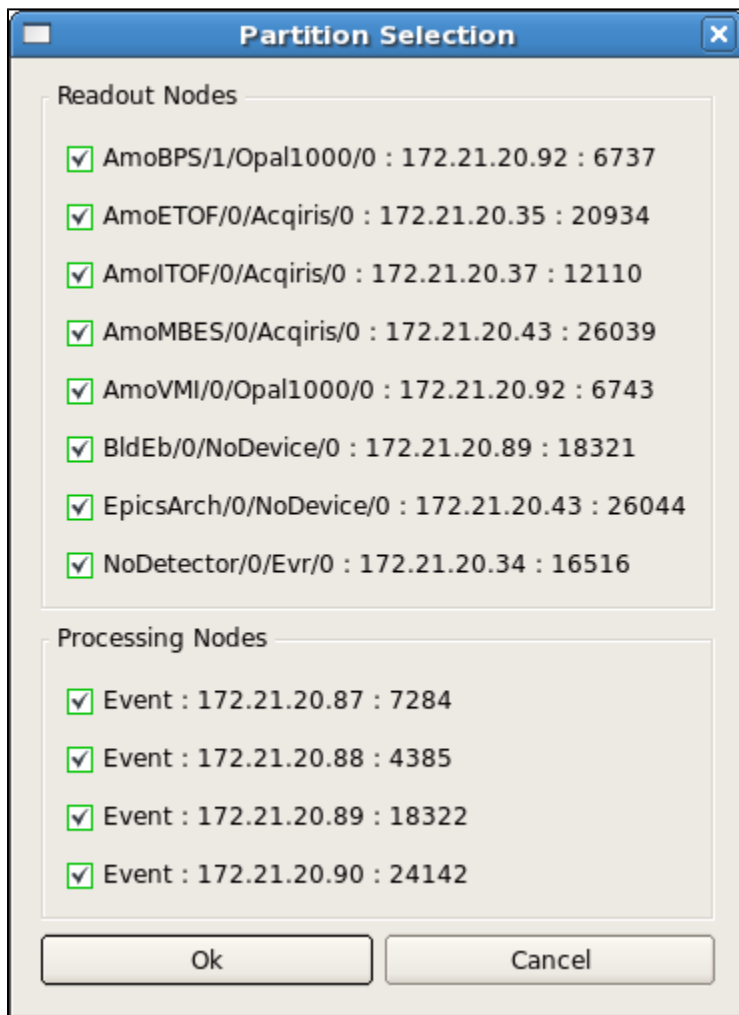 Partition Selection
Readout Nodes
AmoBPS/1/Opal1000/0 : 172.21.20.92 : 6737
AmoETOF/0/Acqiris/0 : 172.21.20.35 : 20934
AmoITOF/0/Acqiris/0 : 172.21.20.37 : 12110
AmoMBES/0/Acqiris/0 : 172.21.20.43 : 26039
AmoVMI/0/Opal1000/0 : 172.21.20.92 : 6743
BldEb/0/NoDevice/0 : 172.21.20.89 : 18321
EpicsArch/0/NoDevice/0 : 172.21.20.43 : 26044
NoDetector/0/Evr/0 : 172.21.20.34 : 16516
Processing Nodes
Event : 172.21.20.87 : 7284
Event : 172.21.20.88 : 4385
Event : 172.21.20.89 : 18322
Event : 172.21.20.90 : 24142
Ok Cancel